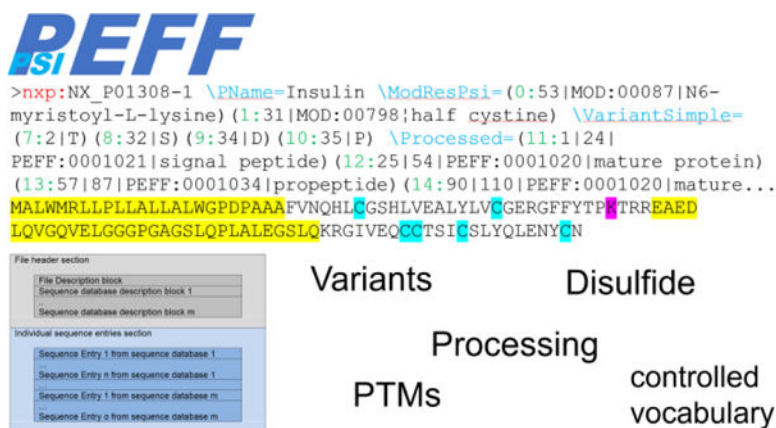 PEFF
PSI
>nxp:NX_P01308-1 \PName=Insulin \ModResPsi=(0:53|MOD:00087|N6-
myristoyl-L-lysine)(1:31|MOD:00798¦half cystine) \VariantSimple=
(7:2|T)(8:32|S)(9:34|D)(10:35|P) \Processed=(11:1|24|
PEFF:0001021|signal peptide)(12:25|54|PEFF:0001020|mature protein)
(13:57|87|PEFF:0001034|propeptide)(14:90|110|PEFF:0001020|mature...
MALWMRLLPLLALLALWGPDPAAAFVNQHLCGSHLVEALYLVCGERGFFYTPKTRREAED
LQVGQVELGGGPGAGSLQPLALEGSLQKRGIVEQCCTSICSLYQLENYCN
File header section
File Description block
Sequence database description block 1
...
Sequence database description block m
Individual sequence entries section
Sequence Entry 1 from sequence database 1
...
Sequence Entry n from sequence database 1
...
Sequence Entry 1 from sequence database m
...
Sequence Entry o from sequence database m
Variants
Disulfide
Processing
PTMs
controlled
vocabulary